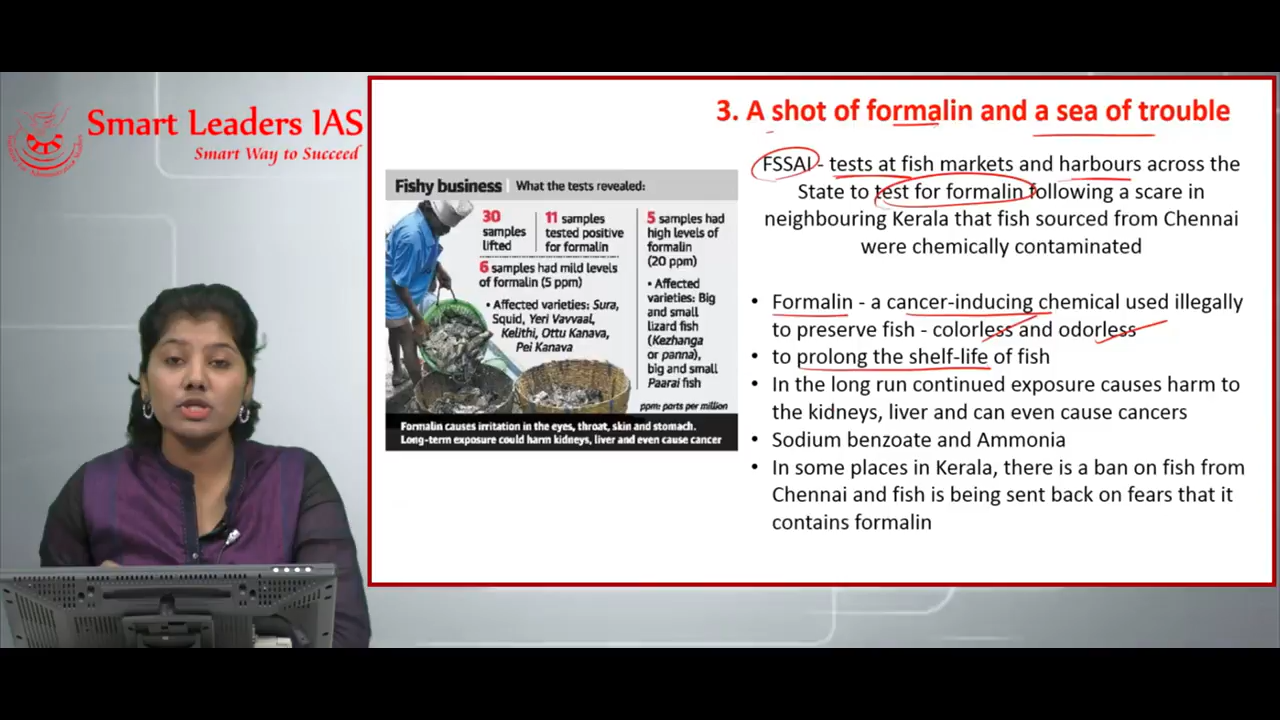 Smart Leaders IAS
Smart Way to Succeed
3. A shot of formalin and a sea of trouble
FSSAI - tests at fish markets and harbours across the
State to test for formalin following a scare in
neighbouring Kerala that fish sourced from Chennai
were chemically contaminated
Fishy business | What the tests revealed:
30
samples
lifted
11 samples
tested positive
for formalin
6 samples had mild levels
of formalin (5 ppm)
• Affected varieties: Sura,
Squid, Yeri Vavvaal,
Kelithi, Ottu Kanava,
Pei Kanava
5 samples had
high levels of
formalin
(20 ppm)
• Affected
varieties: Big
and small
lizard fish
(Kezhanga
or panna),
big and small
Paarai fish
ppm: parts per million
Formalin causes irritation in the eyes, throat, skin and stomach.
Long-term exposure could harm kidneys, liver and even cause cancer
• Formalin - a cancer-inducing chemical used illegally
to preserve fish - colorless and odorless
• to prolong the shelf-life of fish
• In the long run continued exposure causes harm to
the kidneys, liver and can even cause cancers
• Sodium benzoate and Ammonia
• In some places in Kerala, there is a ban on fish from
Chennai and fish is being sent back on fears that it
contains formalin